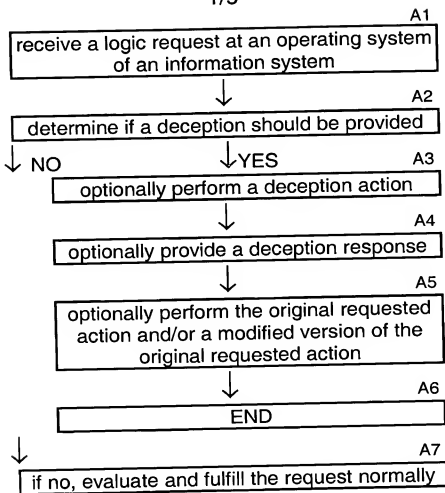 A1
receive a logic request at an operating system
of an information system
A2
determine if a deception should be provided
NO
YES
A3
optionally perform a deception action
A4
optionally provide a deception response
A5
optionally perform the original requested
action and/or a modified version of the
original requested action
A6
END
A7
if no, evaluate and fulfill the request normally